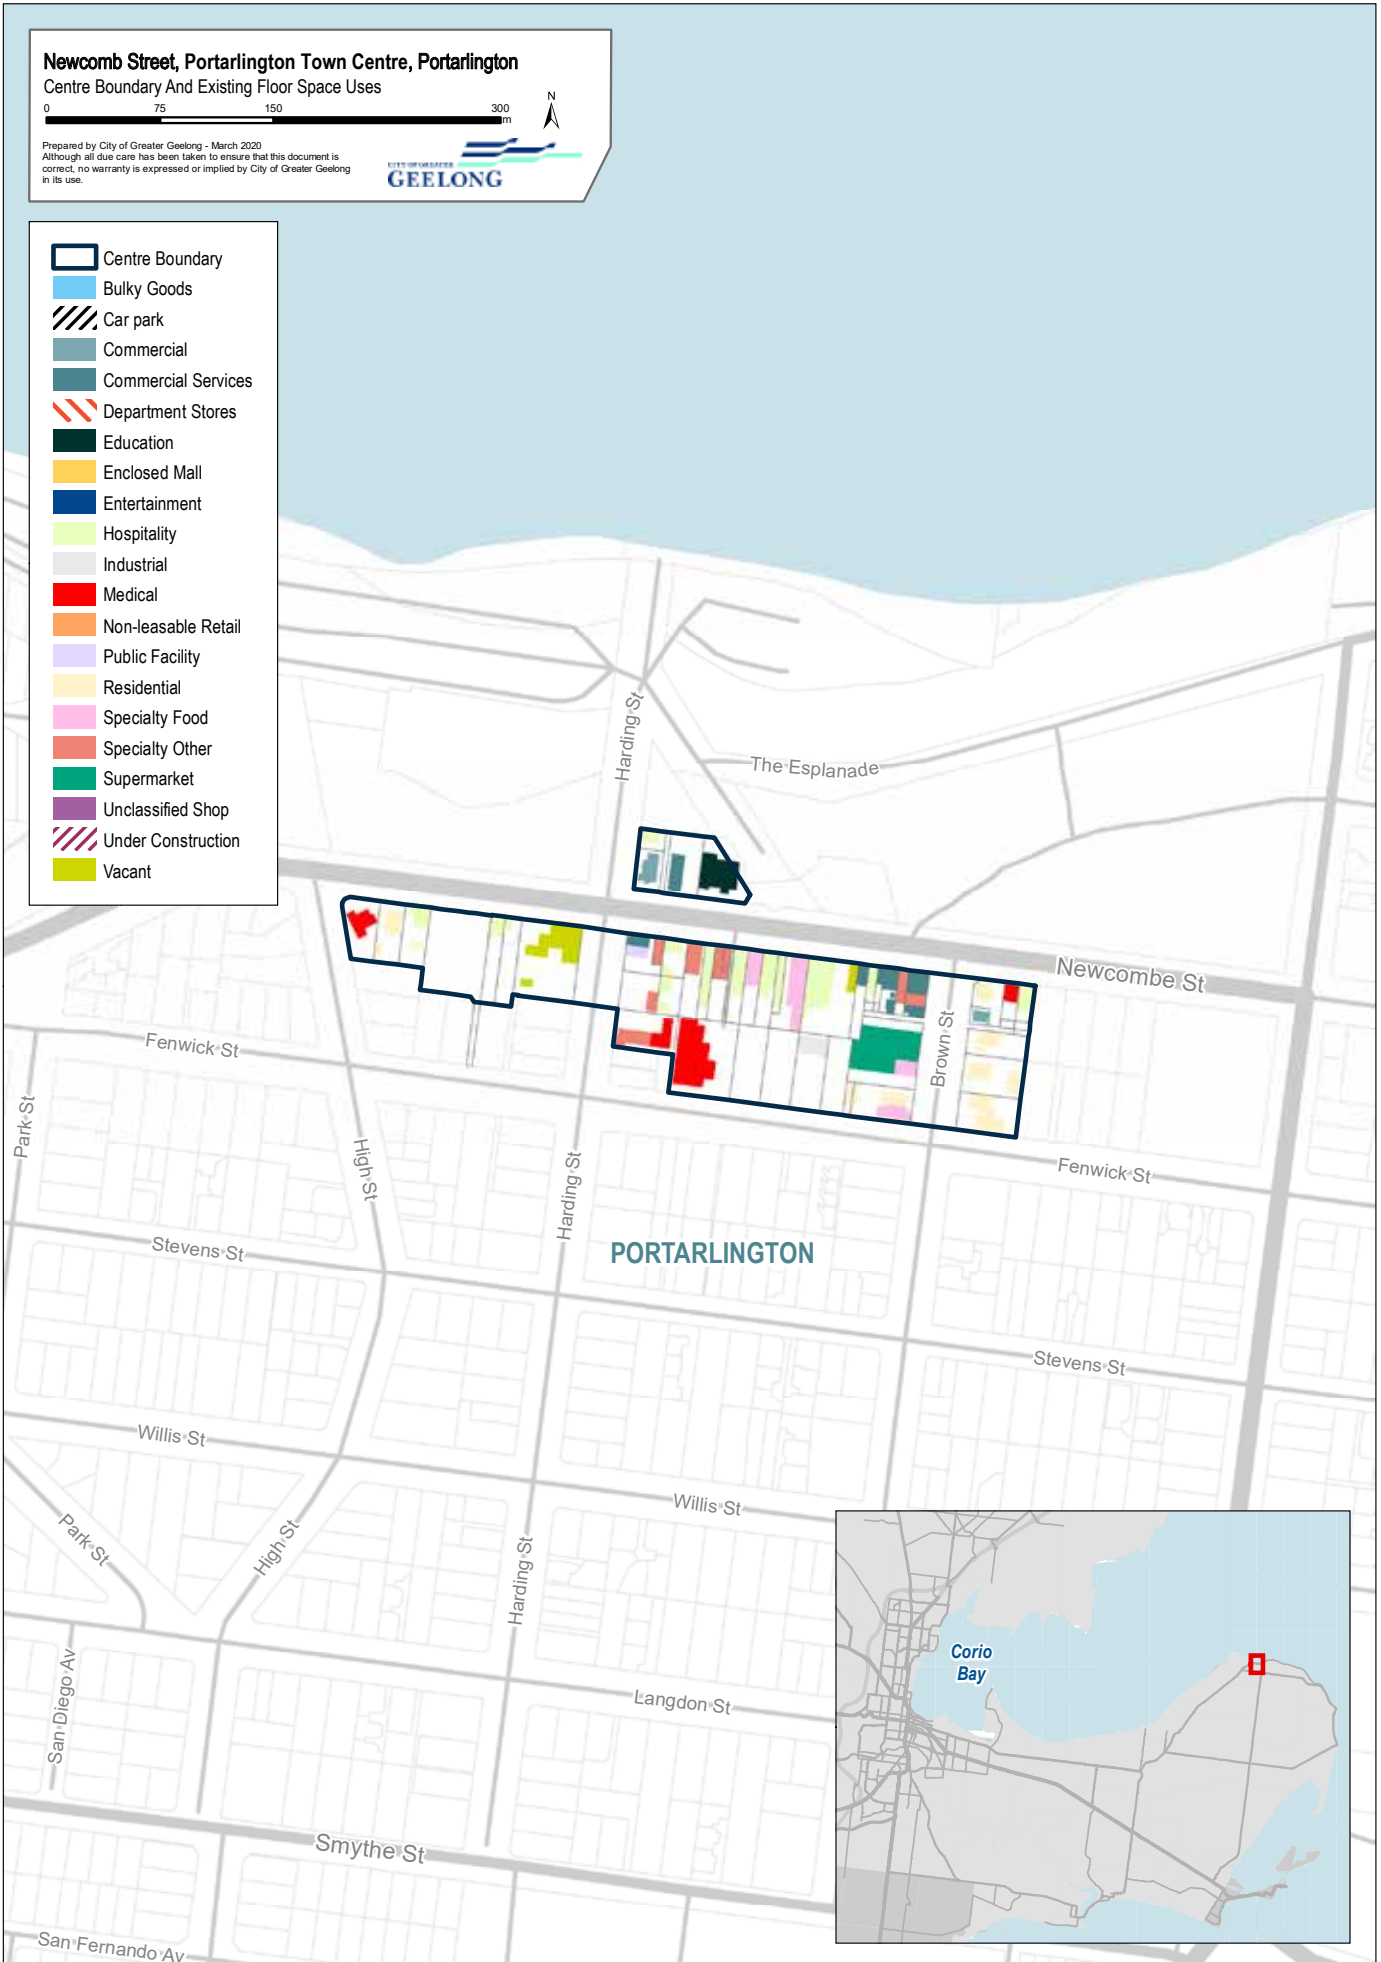 Newcomb Street, Portarlington Town Centre, Portarlington
Centre Boundary And Existing Floor Space Uses
0 75 150 300
m
N
Prepared by City of Greater Geelong - March 2020
Although all due care has been taken to ensure that this document is
correct, no warranty is expressed or implied by City of Greater Geelong
in its use.
CITY OF GREATER
GEELONG
Centre Boundary
Bulky Goods
Car park
Commercial
Commercial Services
Department Stores
Education
Enclosed Mall
Entertainment
Hospitality
Industrial
Medical
Non-leasable Retail
Public Facility
Residential
Specialty Food
Specialty Other
Supermarket
Unclassified Shop
Under Construction
Vacant
Harding St
The Esplanade
Newcombe St
Fenwick St
Brown St
Park St
High St
Harding St
Fenwick St
PORTARLINGTON
Stevens St
Stevens St
Willis St
Willis St
Park St
High St
Harding St
San Diego Av
Langdon St
Smythe St
San Fernando Av
Corio
Bay